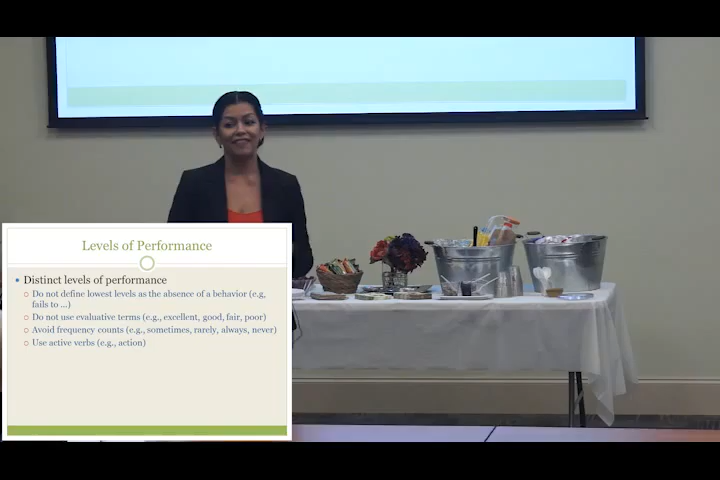 Levels of Performance
• Distinct levels of performance
Do not define lowest levels as the absence of a behavior (e.g,
fails to …)
Do not use evaluative terms (e.g., excellent, good, fair, poor)
Avoid frequency counts (e.g., sometimes, rarely, always, never)
Use active verbs (e.g., action)